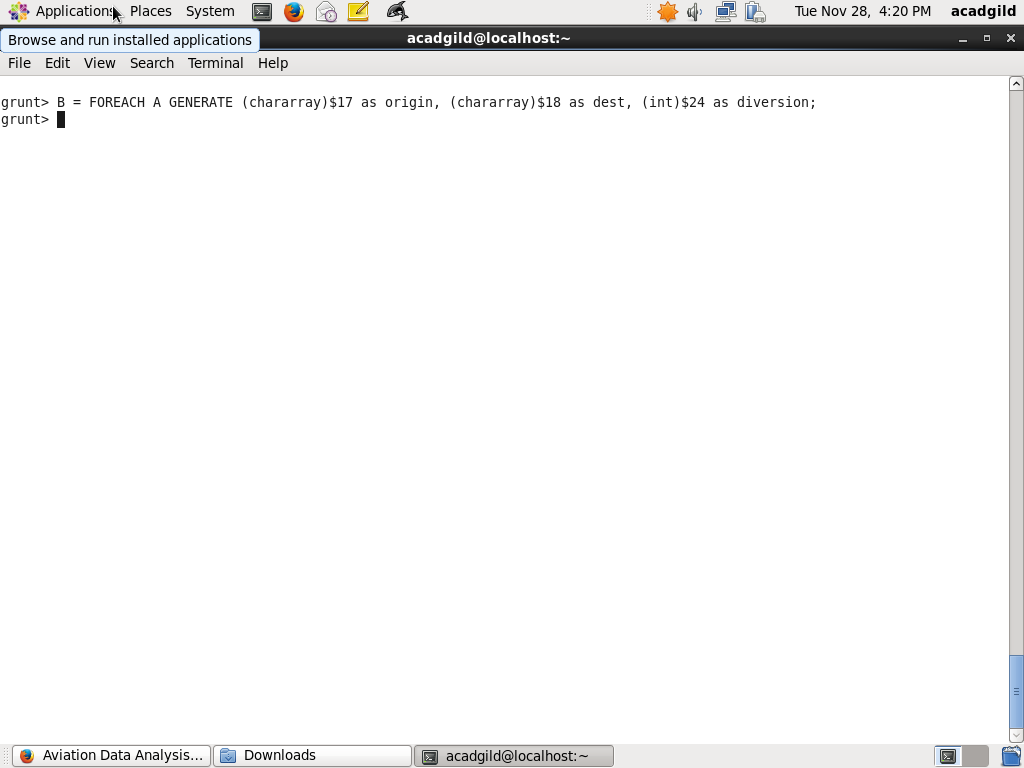 Applications Places System Tue Nov 28, 4:20 PM acadgild
Browse and run installed applications
acadgild@localhost:~
File Edit View Search Terminal Help
grunt> B = FOREACH A GENERATE (chararray)$17 as origin, (chararray)$18 as dest, (int)$24 as diversion;
grunt>
Aviation Data Analysis... Downloads acadgild@localhost:~